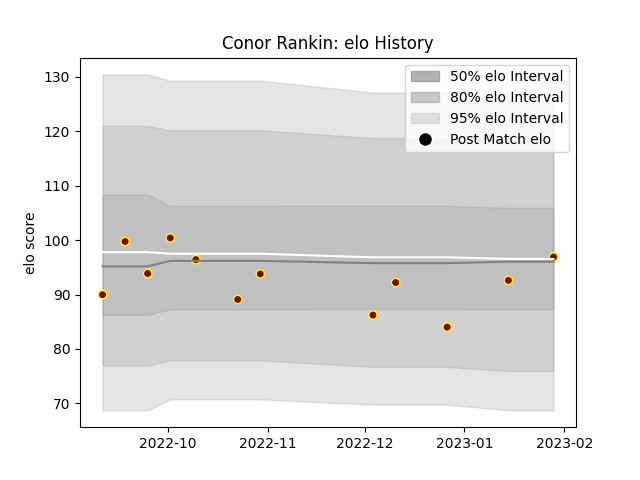 Conor Rankin: elo History
50% elo Interval
80% elo Interval
95% elo Interval
Post Match elo
elo score
130
120
110
100
90
80
70
2022-10
2022-11
2022-12
2023-01
2023-02